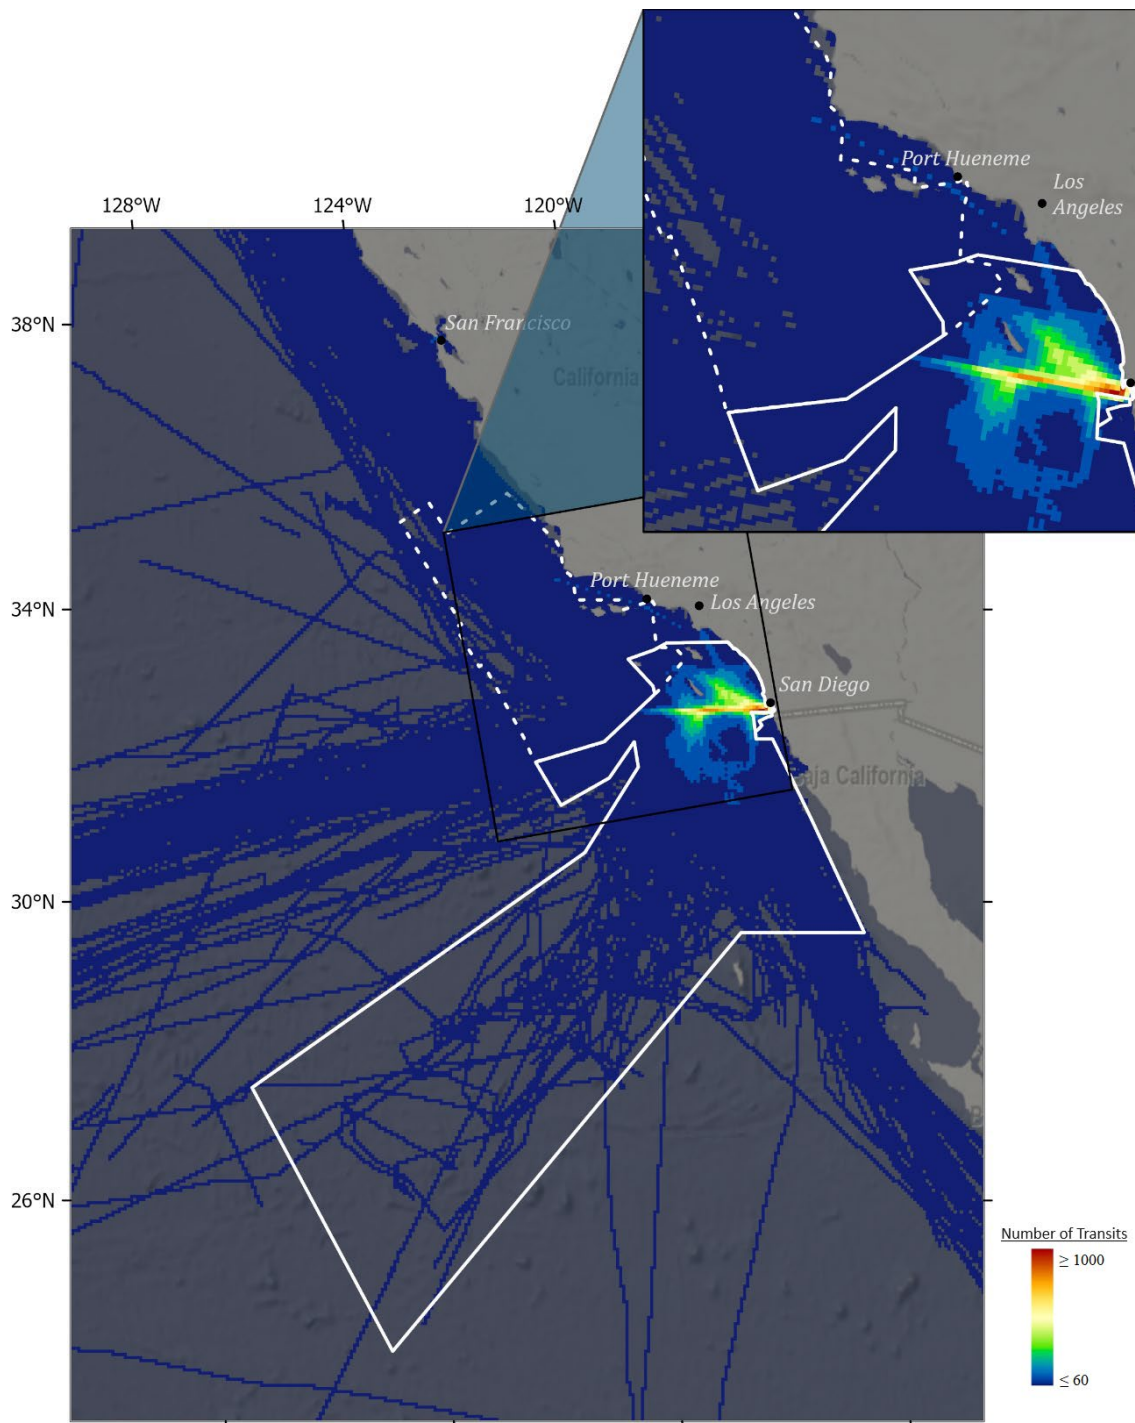 Port Hueneme
Los
Angeles
128°W
124°W
120°W
38°N
San Francisco
California
34°N
Port Hueneme
Los Angeles
San Diego
Baja California
30°N
26°N
Number of Transits
≥ 1000
≤ 60